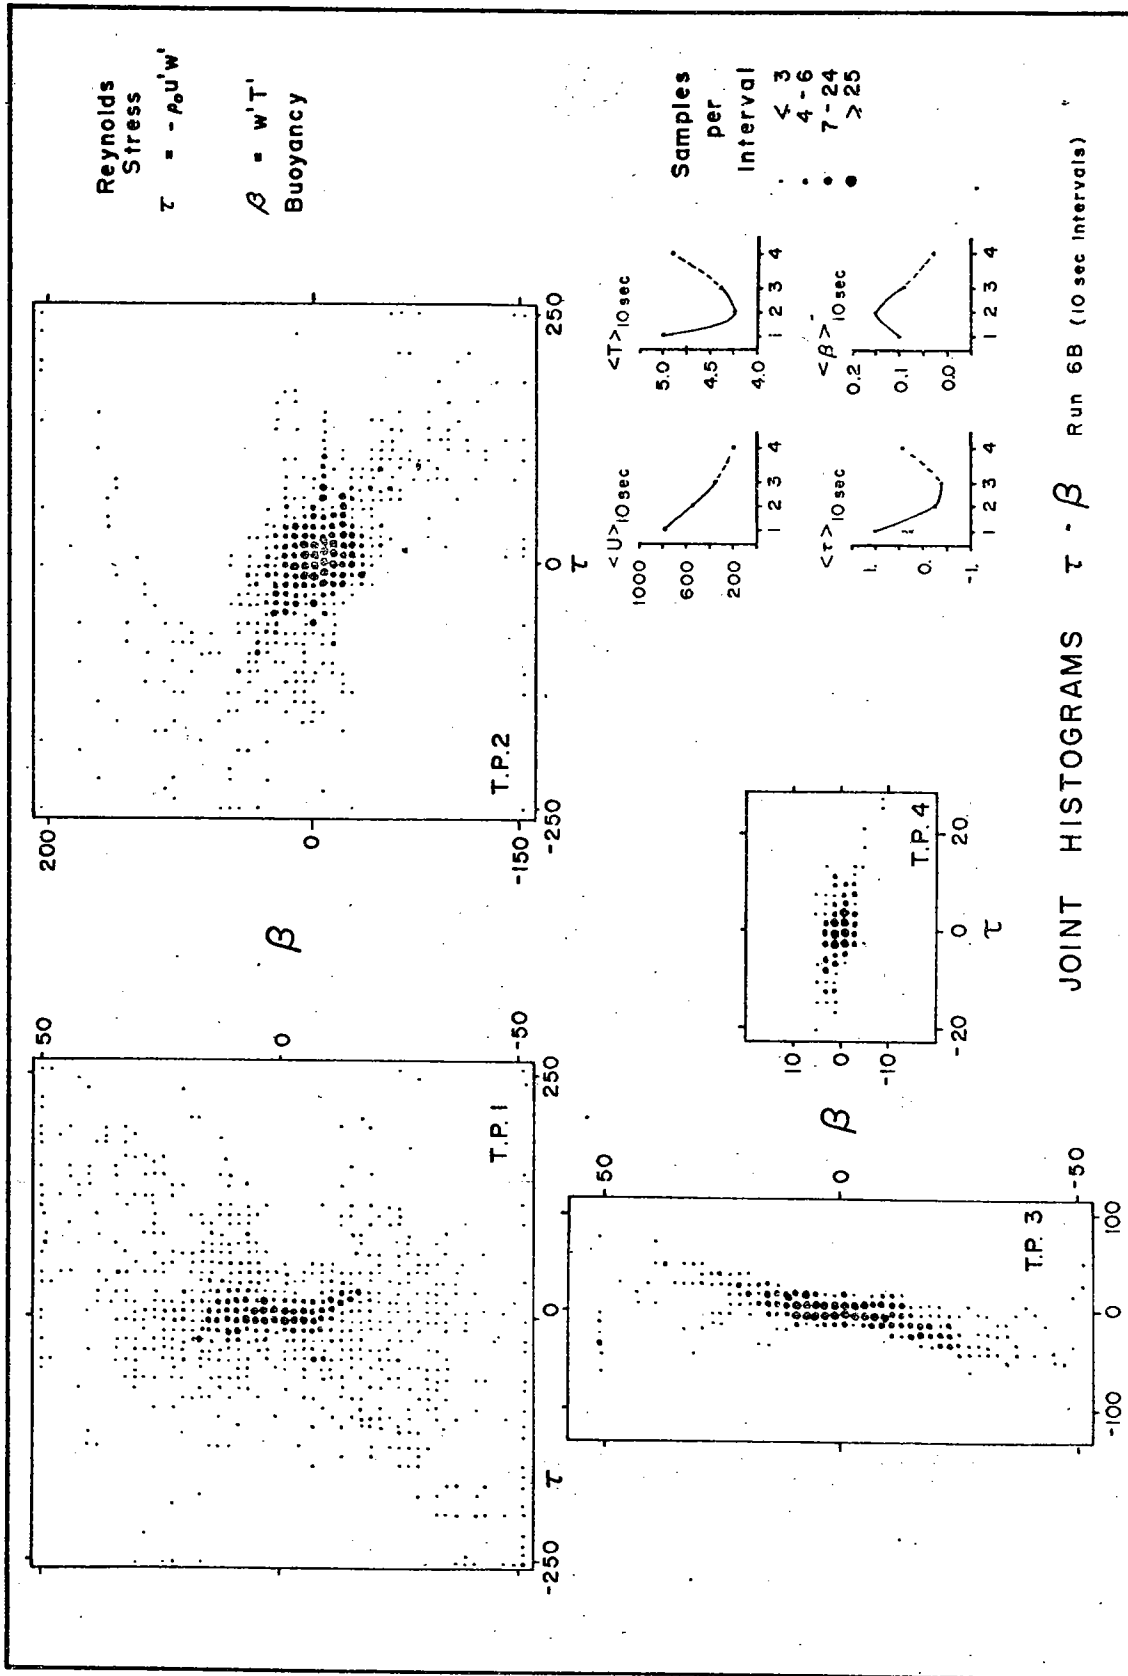 50
0
-50
T.P. 1
-250
0
250
τ
β
200
0
-150
T.P.2
-250
0
250
τ
Reynolds
Stress
τ = -ρ₀u'w'
β = w'T'
Buoyancy
50
0
-50
T.P. 3
-100
0
100
β
10
0
-10
T.P.4
-20
0
20
τ
<U>10sec
1000
600
200
1 2 3 4
<T>10sec
5.0
4.5
4.0
1 2 3 4
<τ>10sec
1.
0.
-1.
1 2 3 4
<β>10sec
0.2
0.1
0.0
1 2 3 4
Samples
per
Interval
≤ 3
4 - 6
7 - 24
≥ 25
JOINT HISTOGRAMS τ - β Run 6B (10 sec Intervals)